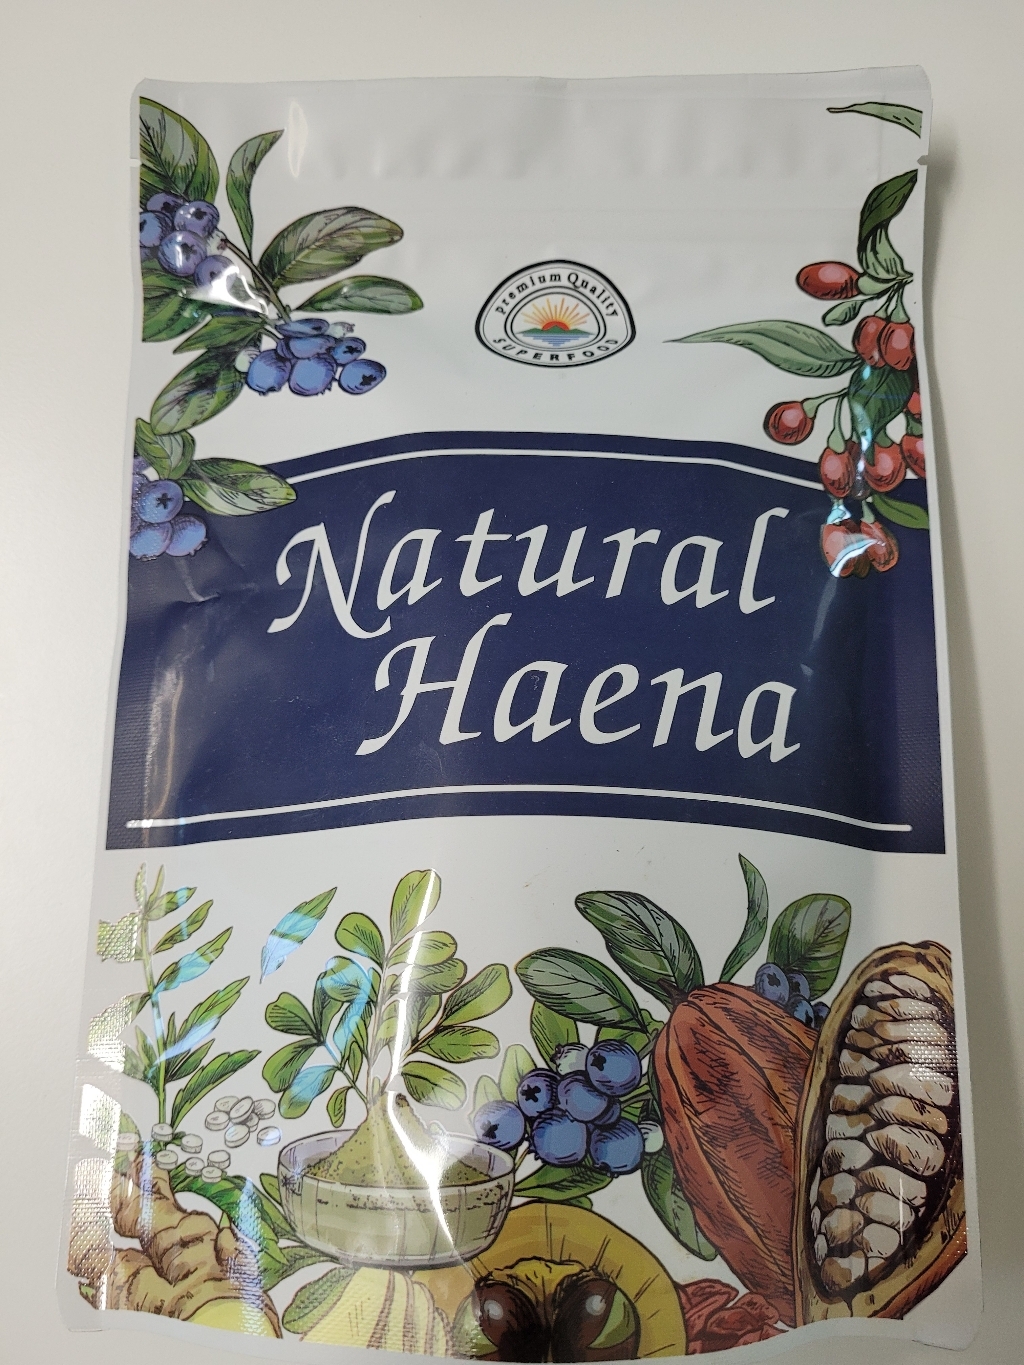 Premium Quality
SUPERFOOD
Natural
Haena